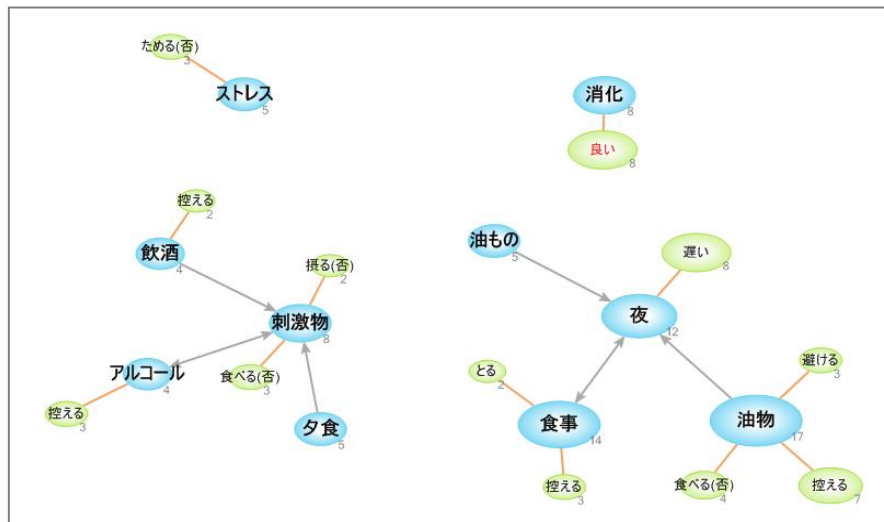 ためる(否)
3
ストレス
5
消化
8
良い
8
控える
2
飲酒
4
油もの
5
遅い
8
摂る(否)
2
刺激物
8
夜
12
アルコール
4
食べる(否)
3
控える
3
夕食
5
とる
2
食事
14
控える
3
避ける
3
油物
17
食べる(否)
4
控える
7